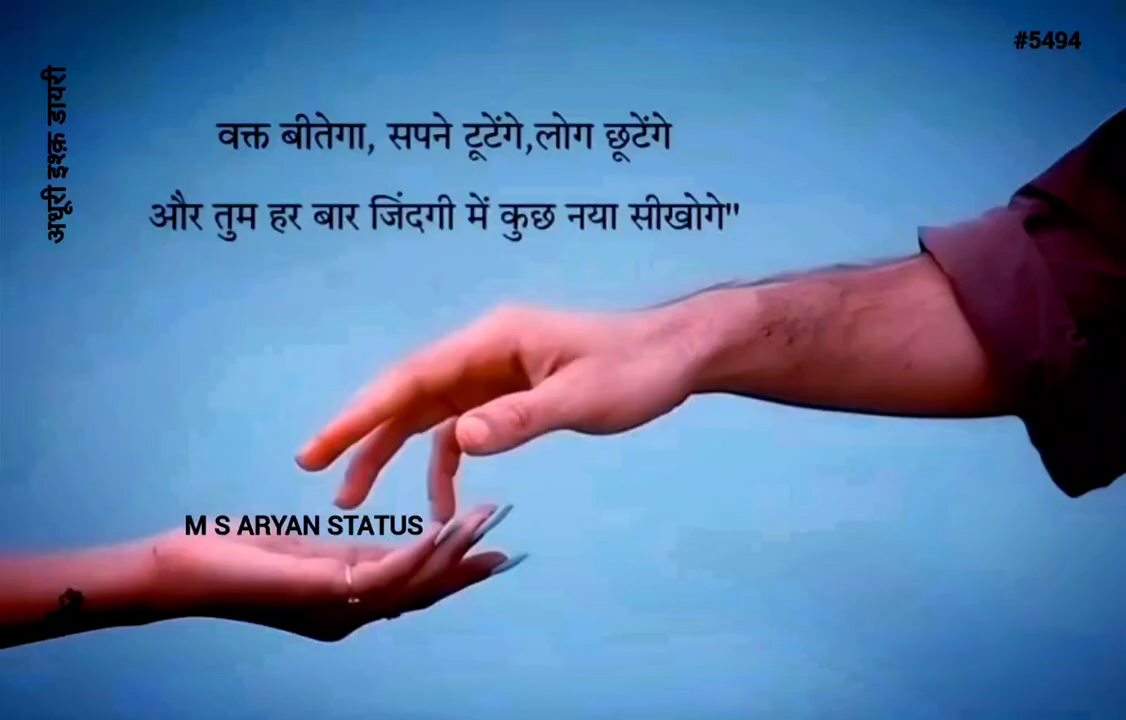 #5494
अधूरी इश्क़ डायरी
वक्त बीतेगा, सपने टूटेंगे,लोग छूटेंगे
और तुम हर बार जिंदगी में कुछ नया सीखोगे"
M S ARYAN STATUS